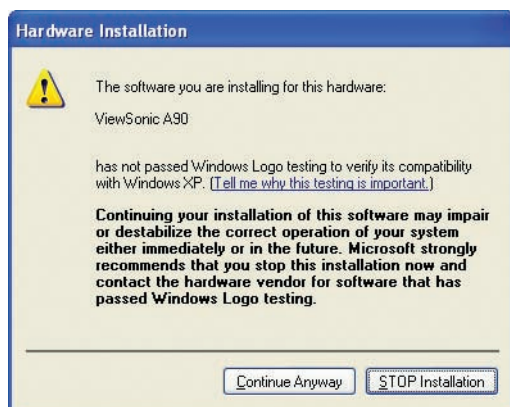 Hardware Installation
The software you are installing for this hardware:
ViewSonic A90
has not passed Windows Logo testing to verify its compatibility
with Windows XP. (Tell me why this testing is important.)
Continuing your installation of this software may impair
or destabilize the correct operation of your system
either immediately or in the future. Microsoft strongly
recommends that you stop this installation now and
contact the hardware vendor for software that has
passed Windows Logo testing.
Continue Anyway
STOP Installation